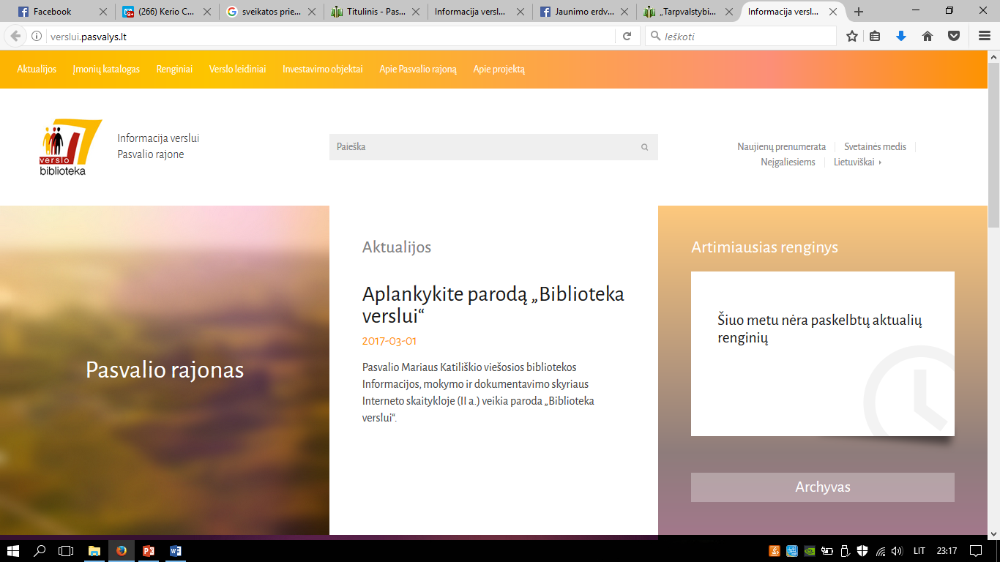 Facebook
(266) Kerio C...
sveikatos prie...
Titulinis - Pas...
Informacija versl...
Jaunimo erdv...
„Tarpvalstybi...
Informacija versl...
verslui.pasvalys.lt
Ieškoti
Aktualijos
Įmonių katalogas
Renginiai
Verslo leidiniai
Investavimo objektai
Apie Pasvalio rajoną
Apie projektą
verslo
biblioteka
Informacija verslui
Pasvalio rajone
Paieška
Naujienų prenumerata
Svetainės medis
Neįgaliesiems
Lietuviškai
Pasvalio rajonas
Aktualijos
Aplankykite parodą „Biblioteka
verslui“
2017-03-01
Pasvalio Mariaus Katiliškio viešosios bibliotekos
Informacijos, mokymo ir dokumentavimo skyriaus
Interneto skaitykloje (II a.) veikia paroda „Biblioteka
verslui“.
Artimiausias renginys
Šiuo metu nėra paskelbtų aktualių
renginių
Archyvas
LIT
23:17